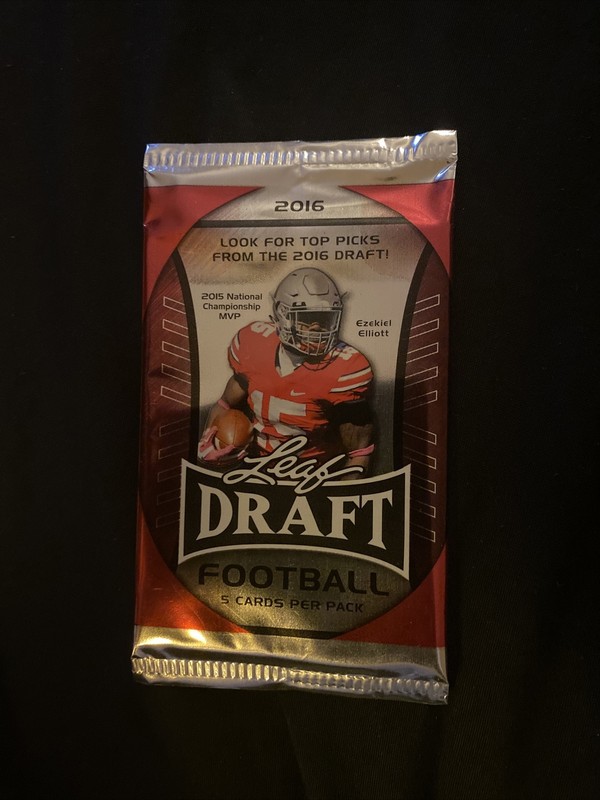 2016
LOOK FOR TOP PICKS
FROM THE 2016 DRAFT!
2015 National
Championship
MVP
Ezekiel
Elliott
15
15
Leaf
DRAFT
FOOTBALL
5 CARDS PER PACK